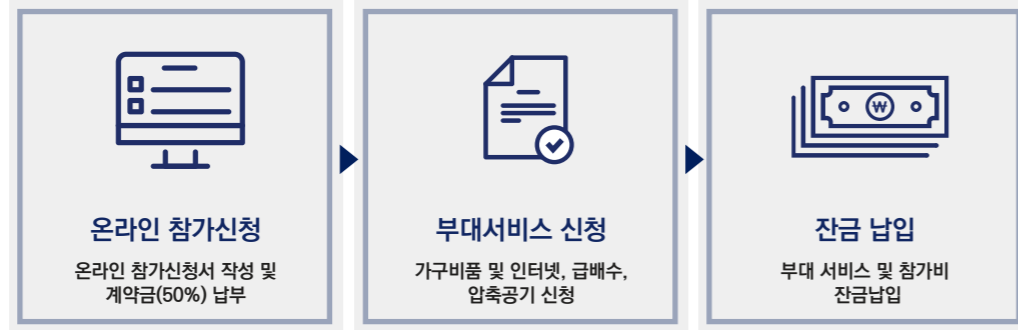 온라인 참가신청
온라인 참가신청서 작성 및
계약금(50%) 납부
부대서비스 신청
가구비품 및 인터넷, 급배수,
압축공기 신청
₩
잔금 납입
부대 서비스 및 참가비
잔금납입